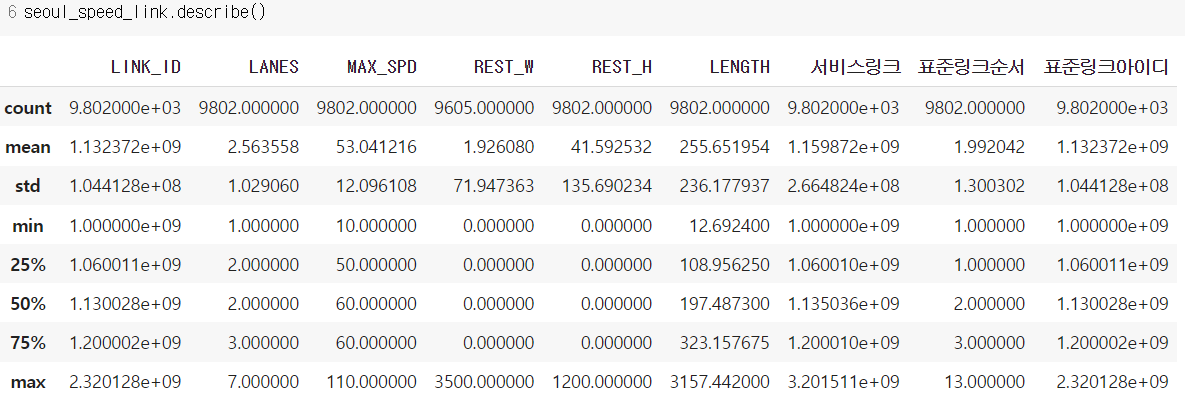 6 seoul_speed_link.describe()
LINK_ID LANES MAX_SPD REST_W REST_H LENGTH 서비스링크 표준링크순서 표준링크아이디
count 9.802000e+03 9802.000000 9802.000000 9605.000000 9802.000000 9802.000000 9.802000e+03 9802.000000 9.802000e+03
mean 1.132372e+09 2.563558 53.041216 1.926080 41.592532 255.651954 1.159872e+09 1.992042 1.132372e+09
std 1.044128e+08 1.029060 12.096108 71.947363 135.690234 236.177937 2.664824e+08 1.300302 1.044128e+08
min 1.000000e+09 1.000000 10.000000 0.000000 0.000000 12.692400 1.000000e+09 1.000000 1.000000e+09
25% 1.060011e+09 2.000000 50.000000 0.000000 0.000000 108.956250 1.060010e+09 1.000000 1.060011e+09
50% 1.130028e+09 2.000000 60.000000 0.000000 0.000000 197.487300 1.135036e+09 2.000000 1.130028e+09
75% 1.200002e+09 3.000000 60.000000 0.000000 0.000000 323.157675 1.200010e+09 3.000000 1.200002e+09
max 2.320128e+09 7.000000 110.000000 3500.000000 1200.000000 3157.442000 3.201511e+09 13.000000 2.320128e+09